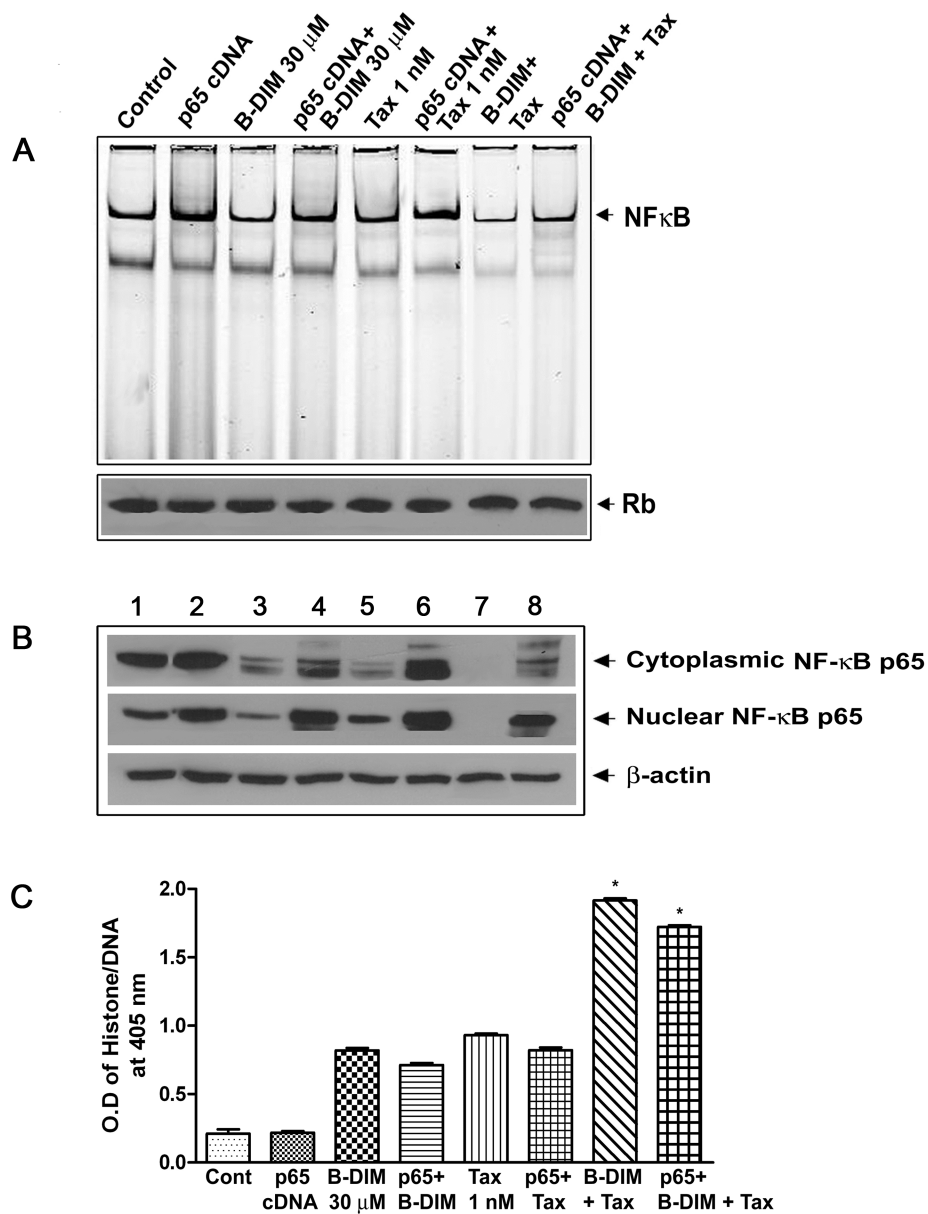 Control
p65 cDNA
B-DIM 30 μM
p65 cDNA+
B-DIM 30 μM
Tax 1 nM
p65 cDNA+
Tax 1 nM
B-DIM+
Tax
p65 cDNA+
B-DIM + Tax
A
NFκB
Rb
1 2 3 4 5 6 7 8
B
Cytoplasmic NF-κB p65
Nuclear NF-κB p65
β-actin
C
O.D of Histone/DNA
at 405 nm
2.0
1.5
1.0
0.5
0.0
*
*
Cont p65 B-DIM p65+ Tax p65+ B-DIM p65+
cDNA 30 μM B-DIM 1 nM Tax + Tax B-DIM + Tax